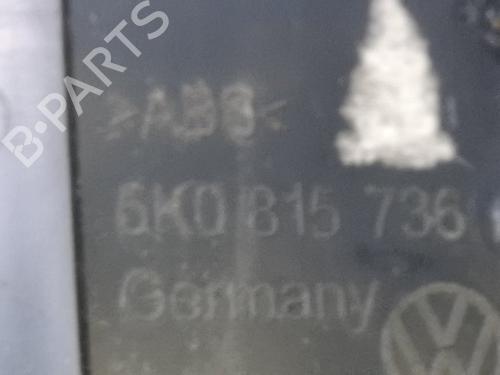 B-PARTS
>ABS<
6K0 815 736
Germany